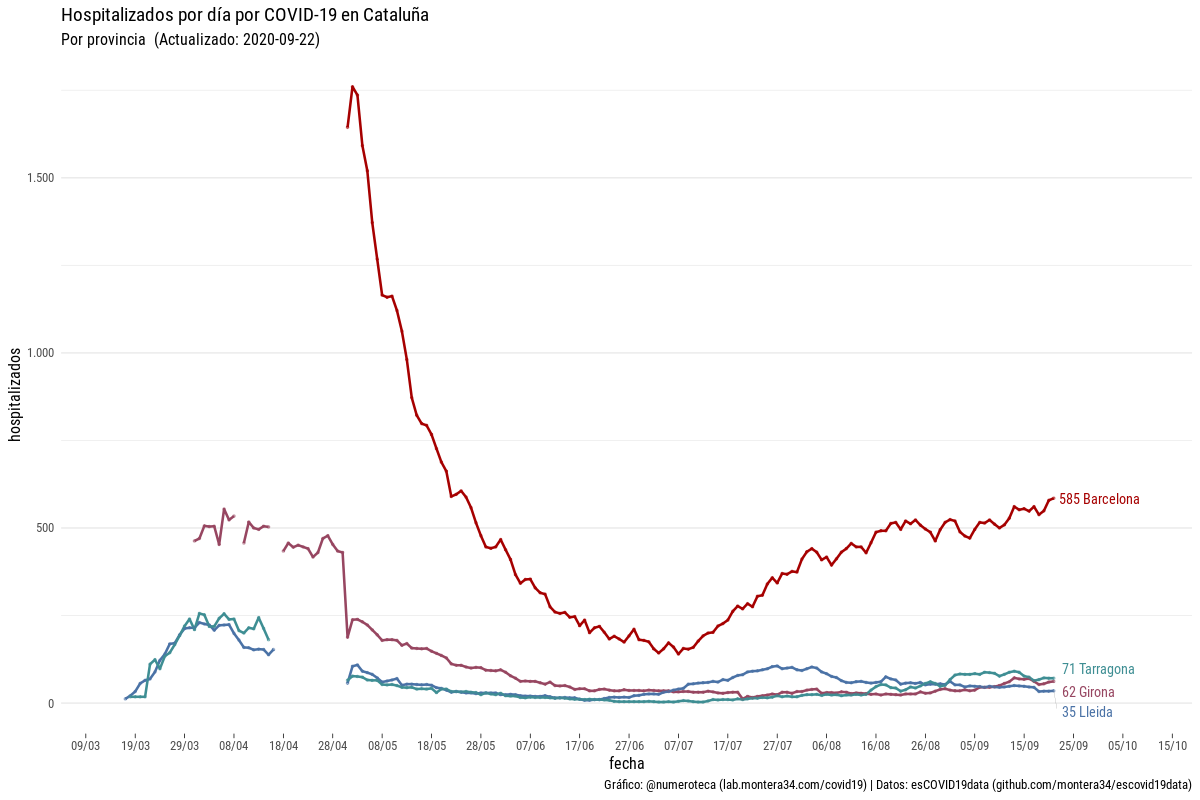 Hospitalizados por día por COVID-19 en Cataluña
Por provincia  (Actualizado: 2020-09-22)
hospitalizados
1.500
1.000
500
0
585 Barcelona
71 Tarragona
62 Girona
35 Lleida
09/03 19/03 29/03 08/04 18/04 28/04 08/05 18/05 28/05 07/06 17/06 27/06 07/07 17/07 27/07 06/08 16/08 26/08 05/09 15/09 25/09 05/10 15/10
fecha
Gráfico: @numeroteca (lab.montera34.com/covid19) | Datos: esCOVID19data (github.com/montera34/escovid19data)